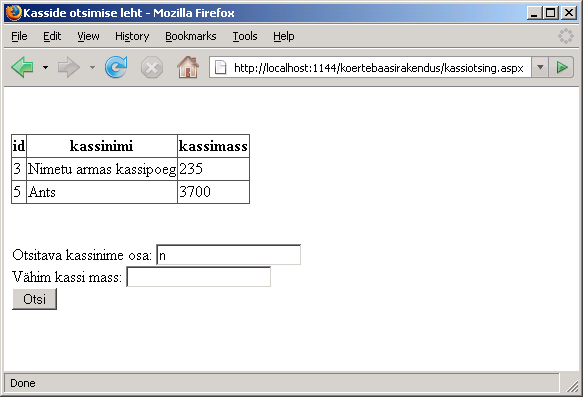 Kasside otsimise leht - Mozilla Firefox
File Edit View History Bookmarks Tools Help
http://localhost:1144/koertebaasirakendus/kassiotsing.aspx
id kassinimi kassimass
3 Nimetu armas kassipoeg 235
5 Ants 3700
Otsitava kassinime osa: n
Vähim kassi mass:
Otsi
Done